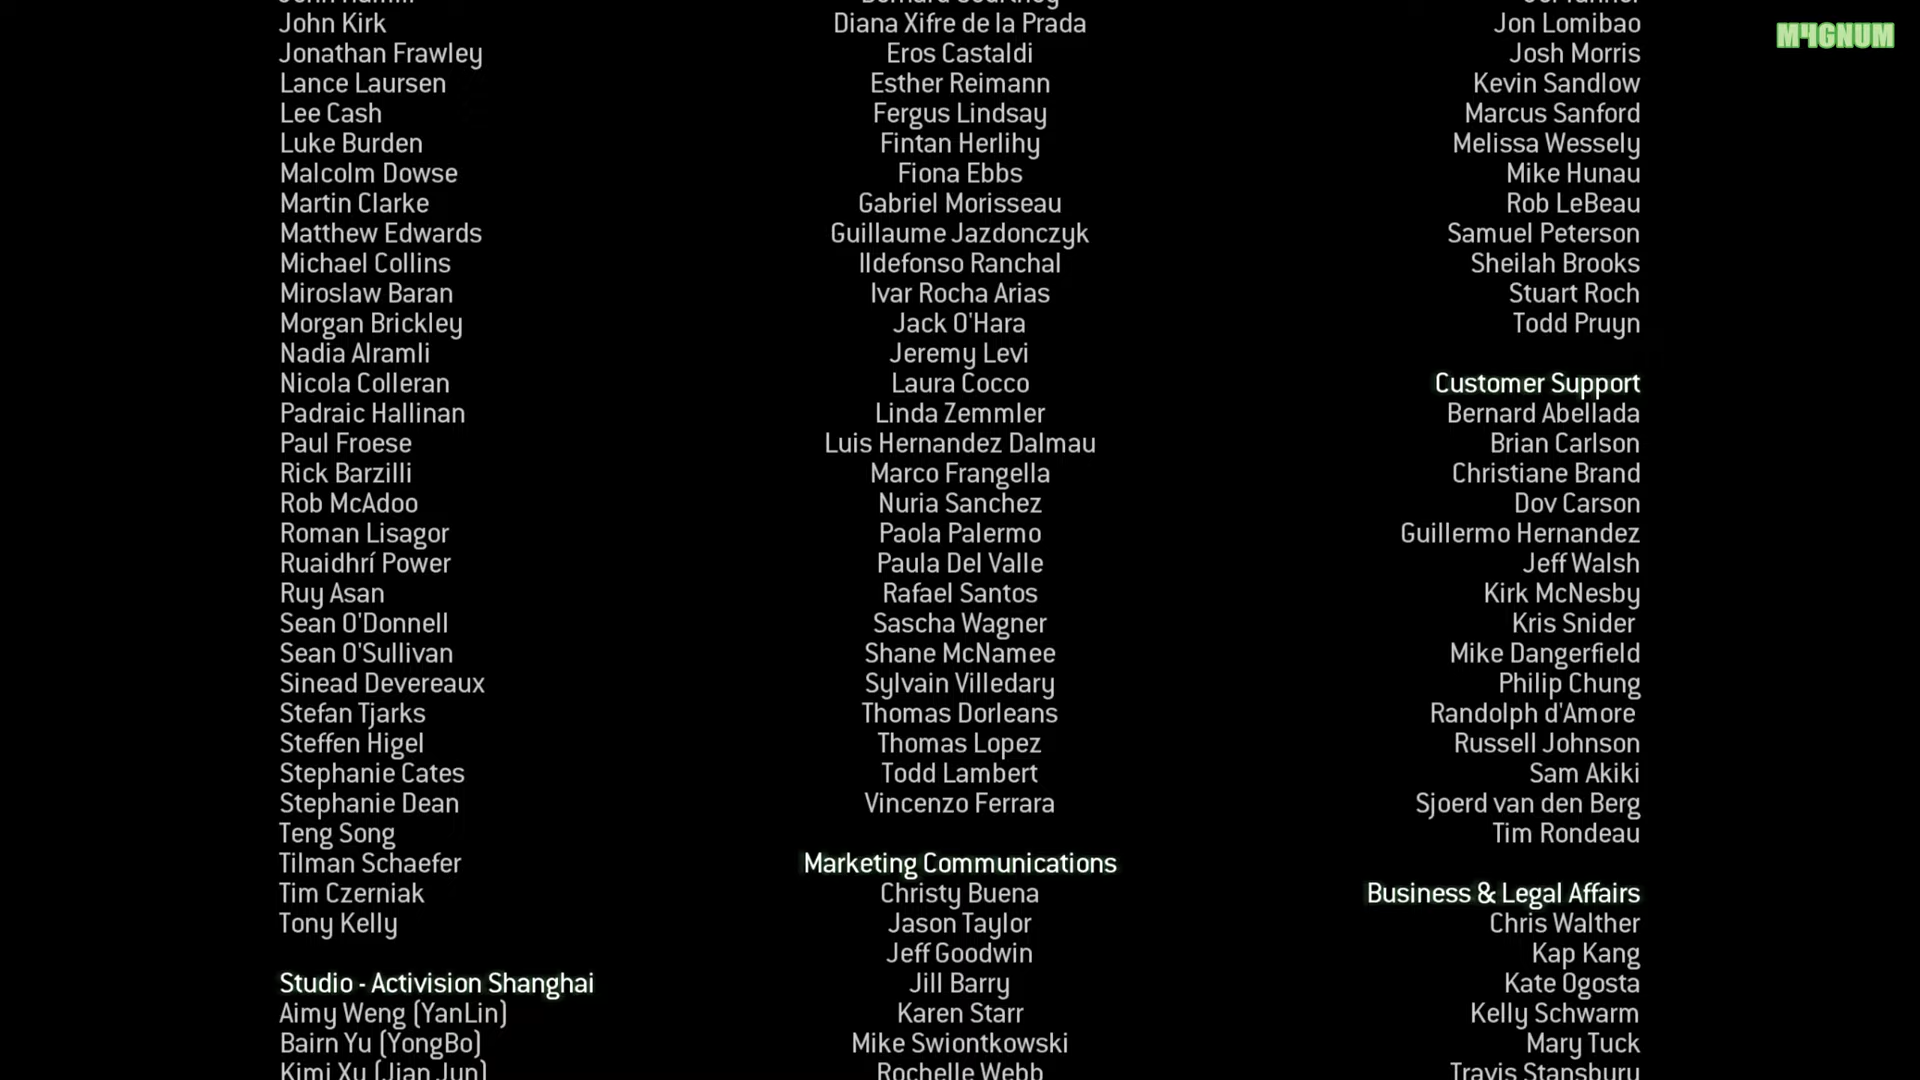 John Kirk
Jonathan Frawley
Lance Laursen
Lee Cash
Luke Burden
Malcolm Dowse
Martin Clarke
Matthew Edwards
Michael Collins
Miroslaw Baran
Morgan Brickley
Nadia Alramli
Nicola Colleran
Padraic Hallinan
Paul Froese
Rick Barzilli
Rob McAdoo
Roman Lisagor
Ruaidhrí Power
Ruy Asan
Sean O'Donnell
Sean O'Sullivan
Sinead Devereaux
Stefan Tjarks
Steffen Higel
Stephanie Cates
Stephanie Dean
Teng Song
Tilman Schaefer
Tim Czerniak
Tony Kelly
Studio - Activision Shanghai
Aimy Weng (YanLin)
Bairn Yu (YongBo)
Kimi Xu (Jian Jun)
Diana Xifre de la Prada
Eros Castaldi
Esther Reimann
Fergus Lindsay
Fintan Herlihy
Fiona Ebbs
Gabriel Morisseau
Guillaume Jazdonczyk
Ildefonso Ranchal
Ivar Rocha Arias
Jack O'Hara
Jeremy Levi
Laura Cocco
Linda Zemmler
Luis Hernandez Dalmau
Marco Frangella
Nuria Sanchez
Paola Palermo
Paula Del Valle
Rafael Santos
Sascha Wagner
Shane McNamee
Sylvain Villedary
Thomas Dorleans
Thomas Lopez
Todd Lambert
Vincenzo Ferrara
Marketing Communications
Christy Buena
Jason Taylor
Jeff Goodwin
Jill Barry
Karen Starr
Mike Swiontkowski
Rochelle Webb
Jon Lomibao
Josh Morris
Kevin Sandlow
Marcus Sanford
Melissa Wessely
Mike Hunau
Rob LeBeau
Samuel Peterson
Sheilah Brooks
Stuart Roch
Todd Pruyn
Customer Support
Bernard Abellada
Brian Carlson
Christiane Brand
Dov Carson
Guillermo Hernandez
Jeff Walsh
Kirk McNesby
Kris Snider
Mike Dangerfield
Philip Chung
Randolph d'Amore
Russell Johnson
Sam Akiki
Sjoerd van den Berg
Tim Rondeau
Business & Legal Affairs
Chris Walther
Kap Kang
Kate Ogosta
Kelly Schwarm
Mary Tuck
Travis Stansbury
M4GNUM